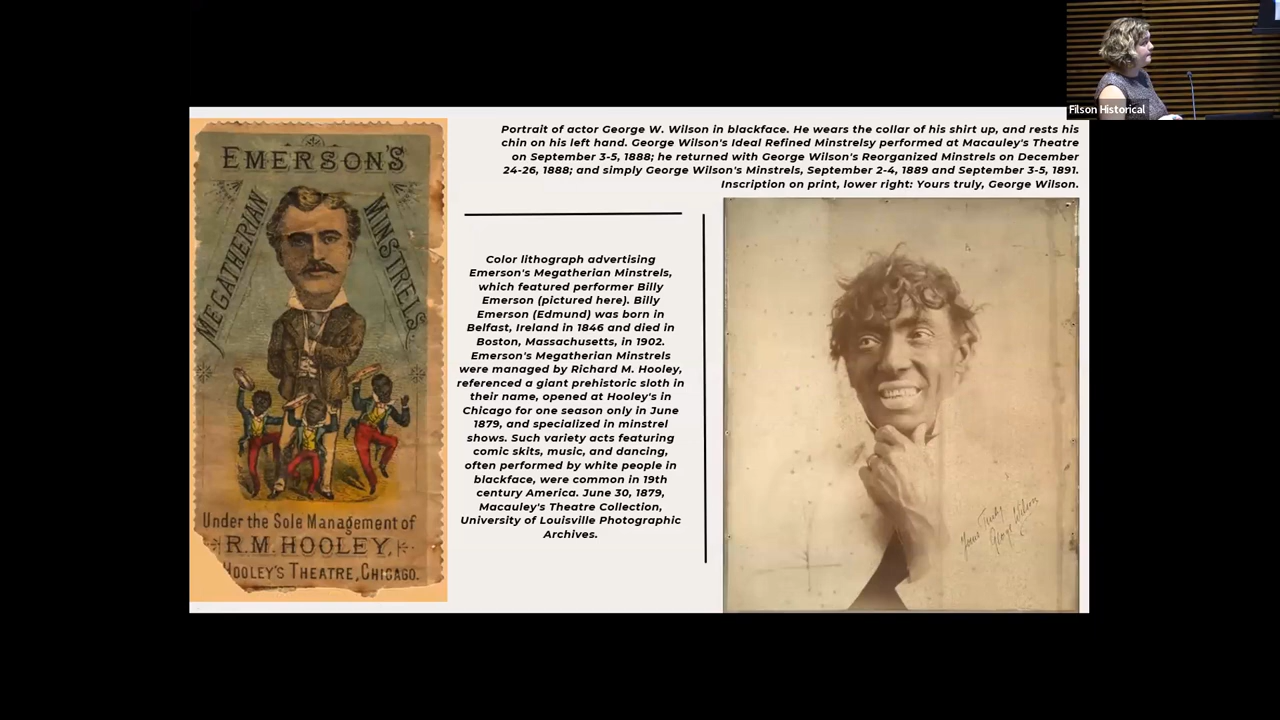 Filson Historical
EMERSON'S
MEGATHERIAN
MINSTRELS.
Under the Sole Management of
R.M. HOOLEY,
HOOLEY'S THEATRE, CHICAGO.
Portrait of actor George W. Wilson in blackface. He wears the collar of his shirt up, and rests his
chin on his left hand. George Wilson's Ideal Refined Minstrelsy performed at Macauley's Theatre
on September 3-5, 1888; he returned with George Wilson's Reorganized Minstrels on December
24-26, 1888; and simply George Wilson's Minstrels, September 2-4, 1889 and September 3-5, 1891.
Inscription on print, lower right: Yours truly, George Wilson.
Color lithograph advertising
Emerson's Megatherian Minstrels,
which featured performer Billy
Emerson (pictured here). Billy
Emerson (Edmund) was born in
Belfast, Ireland in 1846 and died in
Boston, Massachusetts, in 1902.
Emerson's Megatherian Minstrels
were managed by Richard M. Hooley,
referenced a giant prehistoric sloth in
their name, opened at Hooley's in
Chicago for one season only in June
1879, and specialized in minstrel
shows. Such variety acts featuring
comic skits, music, and dancing,
often performed by white people in
blackface, were common in 19th
century America. June 30, 1879,
Macauley's Theatre Collection,
University of Louisville Photographic
Archives.
Yours Truly
George Wilson